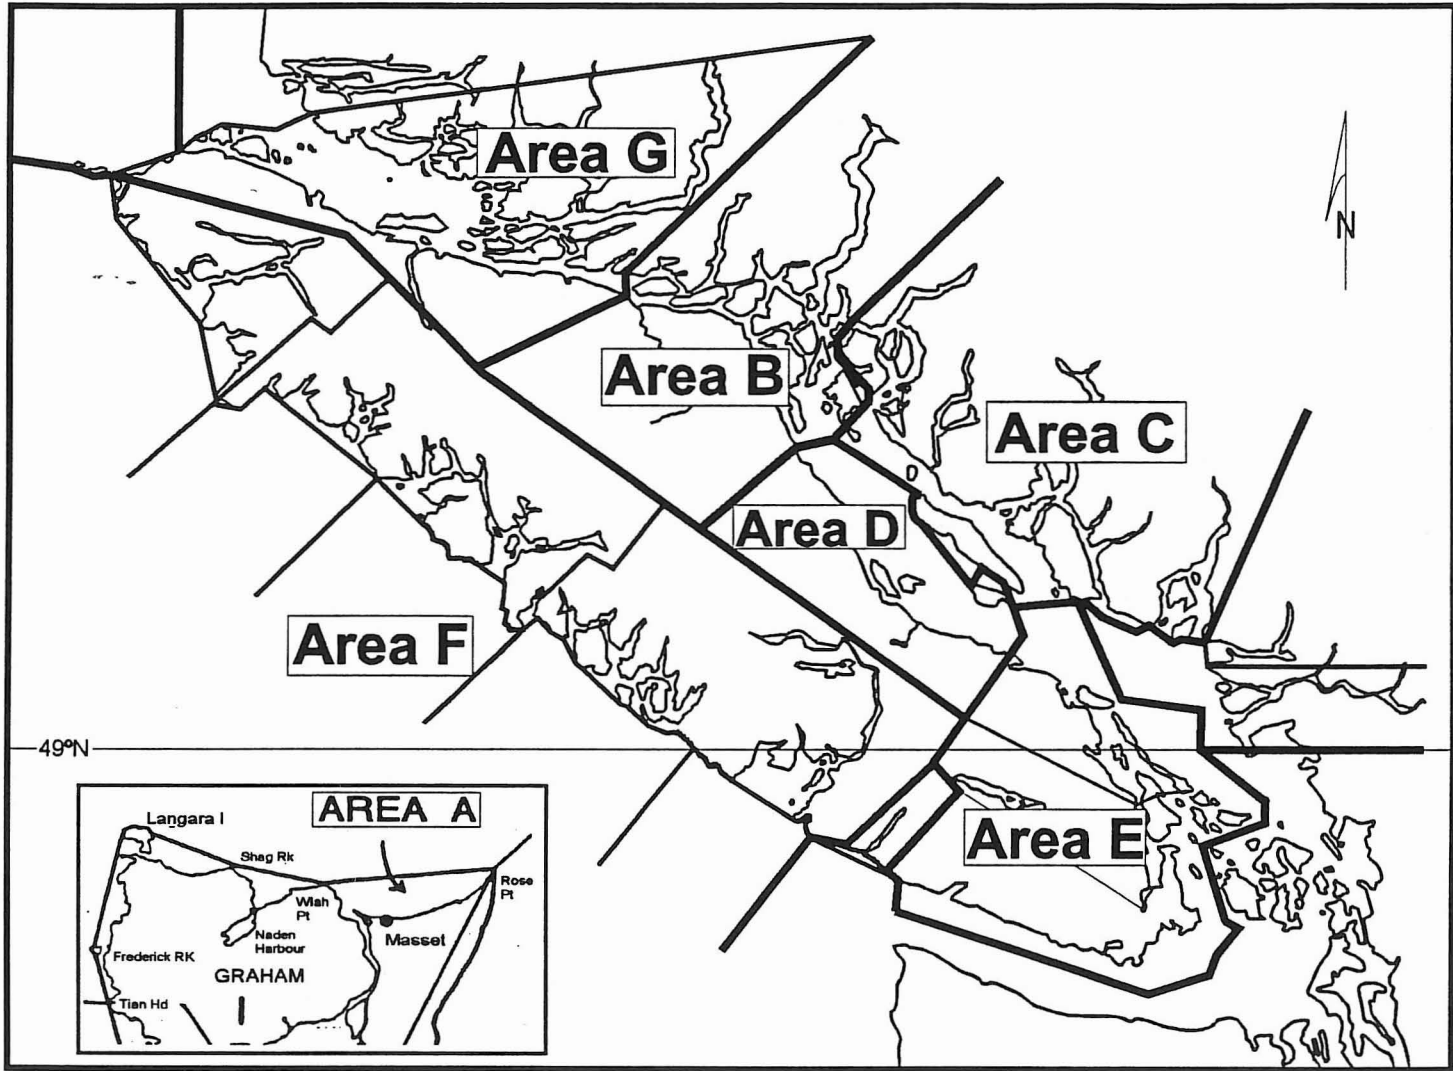 Area G
N
Area B
Area C
Area D
Area F
49ºN
Area E
AREA A
Langara I
Shag Rk
Rose
Pt
Wiah
Pt
Masset
Naden
Harbour
Frederick RK
GRAHAM
Tian Hd